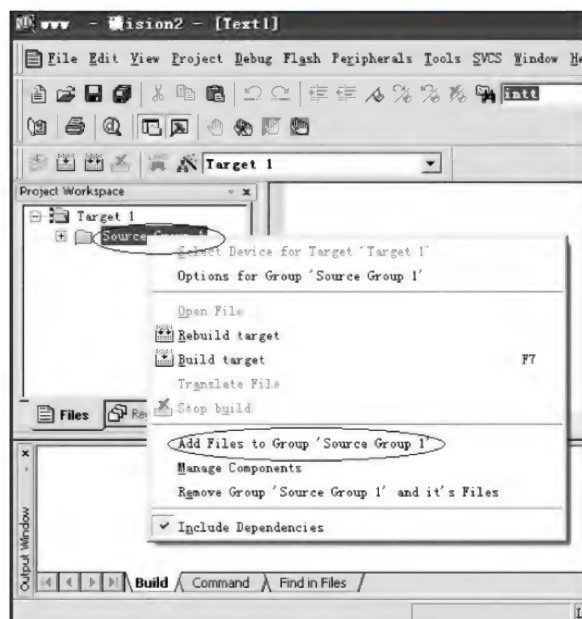 www - µVision2 - [Text1]
File Edit View Project Debug Flash Peripherals Tools SVCS Window
intt
Target 1
Project Workspace
Target 1
Source
Select Device for Target 'Target 1'
Options for Group 'Source Group 1'
Open File
Rebuild target
Build target F7
Translate File
Files
Stop build
Add Files to Group 'Source Group 1'
Manage Components
Remove Group 'Source Group 1' and it's Files
Include Dependencies
Output Window
Build Command Find in Files